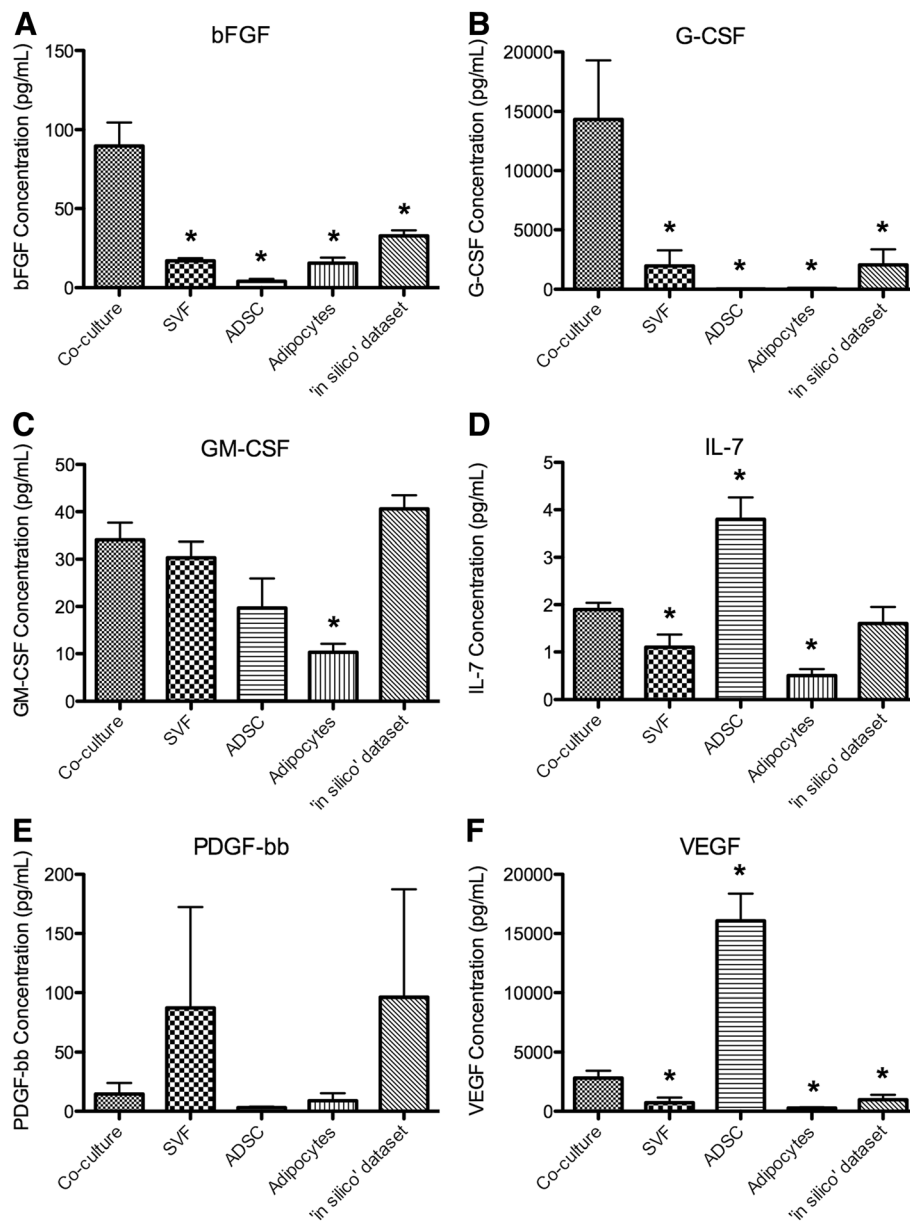 A
bFGF
bFGF Concentration (pg/mL)
150
100
50
0
*
*
*
*
Co-culture
SVF
ADSC
Adipocytes
'in silico' dataset
B
G-CSF
G-CSF Concentration (pg/mL)
20000
15000
10000
5000
0
*
*
*
*
Co-culture
SVF
ADSC
Adipocytes
'in silico' dataset
C
GM-CSF
GM-CSF Concentration (pg/mL)
50
40
30
20
10
0
*
Co-culture
SVF
ADSC
Adipocytes
'in silico' dataset
D
IL-7
IL-7 Concentration (pg/mL)
5
4
3
2
1
0
*
*
*
Co-culture
SVF
ADSC
Adipocytes
'in silico' dataset
E
PDGF-bb
PDGF-bb Concentration (pg/mL)
200
150
100
50
0
Co-culture
SVF
ADSC
Adipocytes
'in silico' dataset
F
VEGF
VEGF Concentration (pg/mL)
20000
15000
10000
5000
0
*
*
*
*
Co-culture
SVF
ADSC
Adipocytes
'in silico' dataset